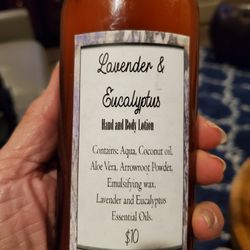 Lavender &
Eucalyptus
Hand and Body Lotion
Contains: Aqua, Coconut oil,
Aloe Vera, Arrowroot Powder,
Emulsifying wax,
Lavender and Eucalyptus
Essential Oils.
$10